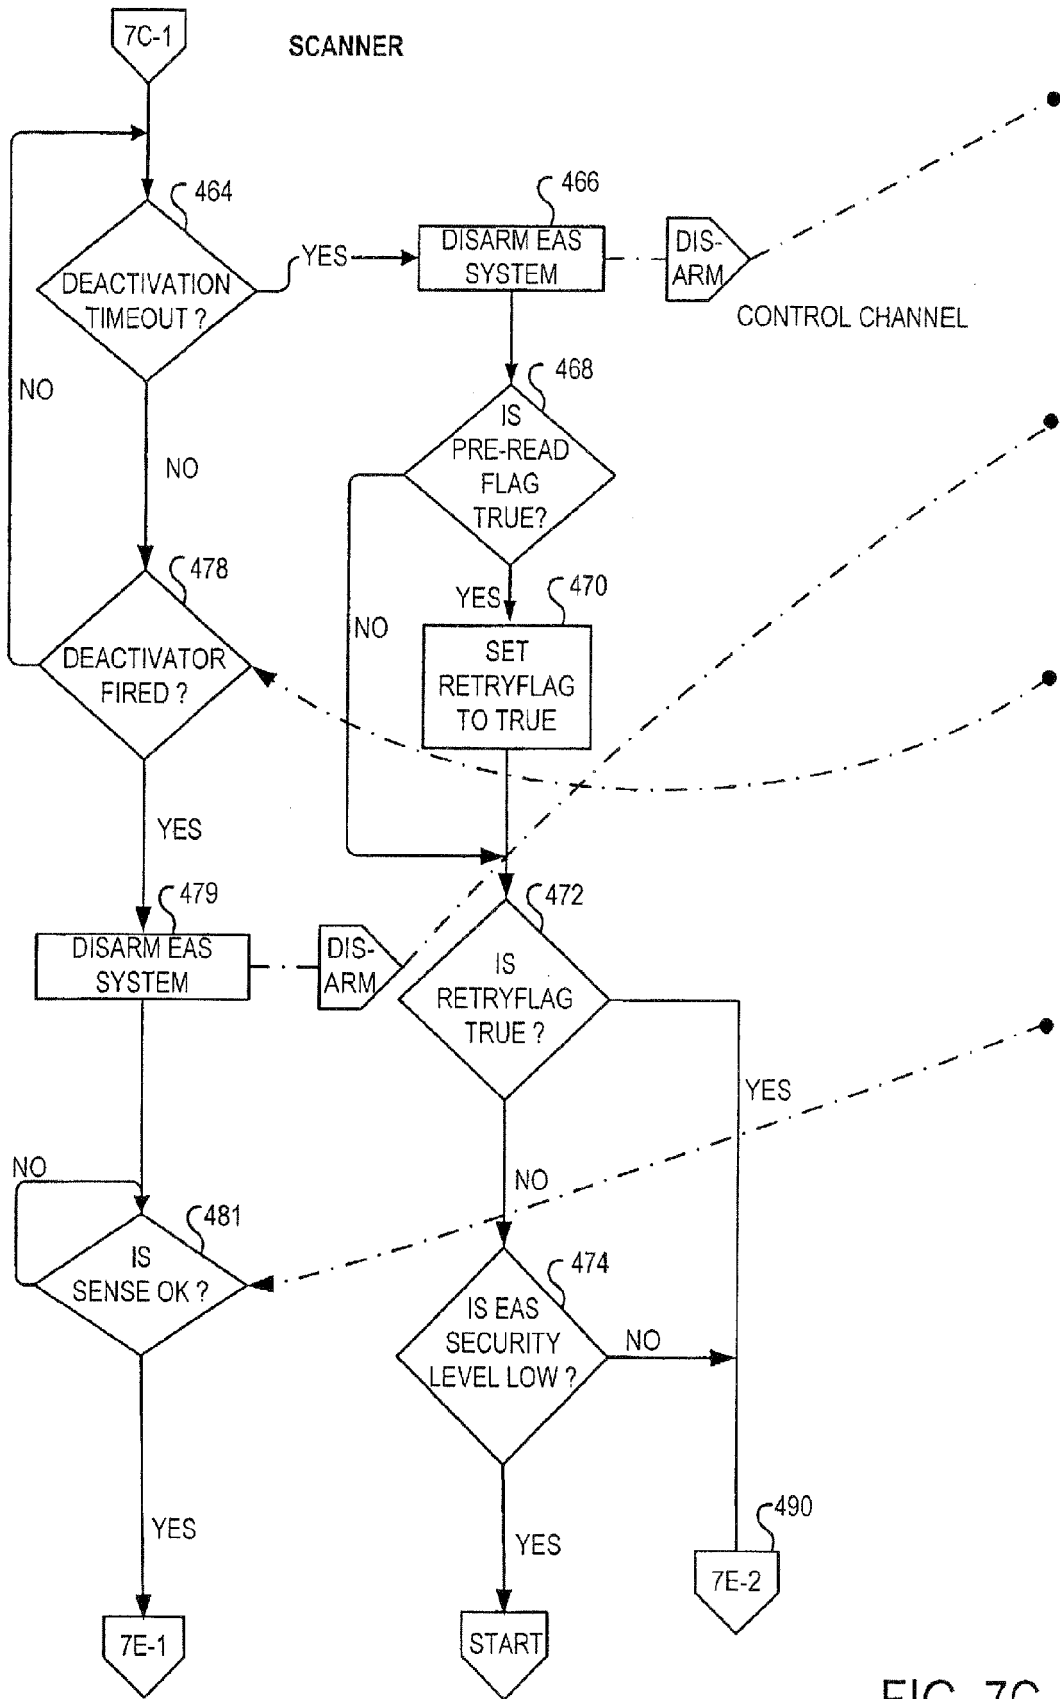 7C-1
SCANNER
464
DEACTIVATION
TIMEOUT ?
YES
466
DISARM EAS
SYSTEM
DIS-
ARM
CONTROL CHANNEL
NO
NO
468
IS
PRE-READ
FLAG
TRUE?
YES
470
NO
SET
RETRYFLAG
TO TRUE
478
DEACTIVATOR
FIRED ?
YES
479
DISARM EAS
SYSTEM
DIS-
ARM
472
IS
RETRYFLAG
TRUE ?
YES
NO
NO
481
IS
SENSE OK ?
474
IS EAS
SECURITY
LEVEL LOW ?
NO
YES
YES
490
7E-1
START
7E-2
FIG. 7C